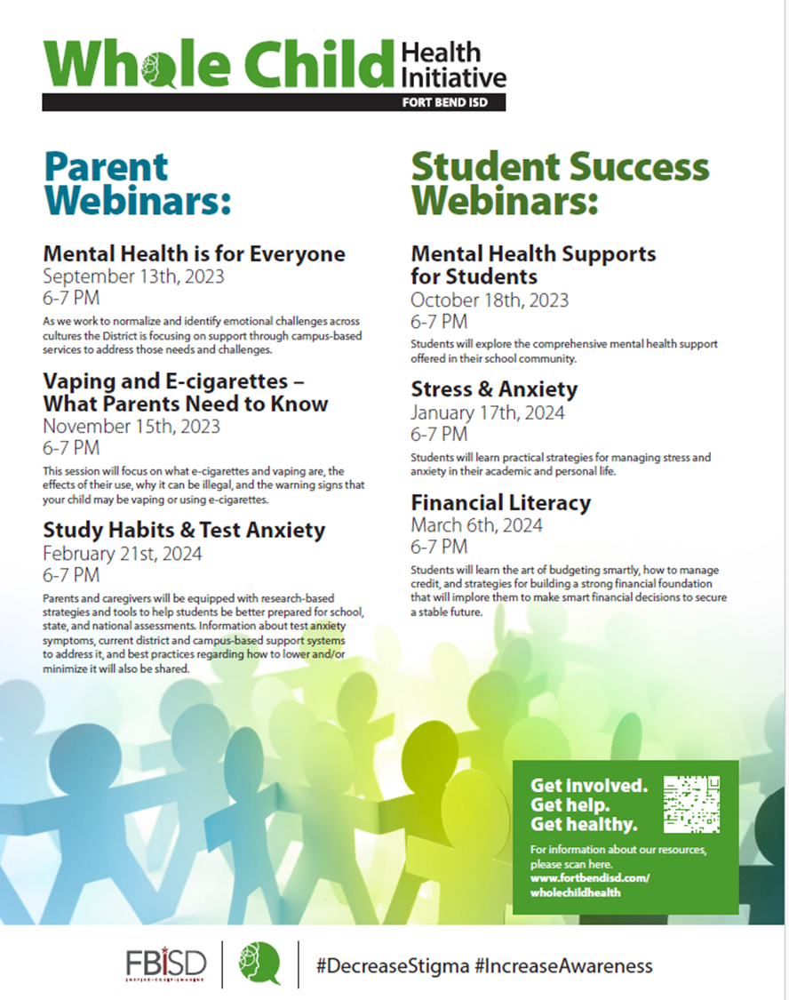 Whole Child Health
Initiative
FORT BEND ISD
Parent
Webinars:
Mental Health is for Everyone
September 13th, 2023
6-7 PM
As we work to normalize and identify emotional challenges across
cultures the District is focusing on support through campus-based
services to address those needs and challenges.
Vaping and E-cigarettes –
What Parents Need to Know
November 15th, 2023
6-7 PM
This session will focus on what e-cigarettes and vaping are, the
effects of their use, why it can be illegal, and the warning signs that
your child may be vaping or using e-cigarettes.
Study Habits & Test Anxiety
February 21st, 2024
6-7 PM
Parents and caregivers will be equipped with research-based
strategies and tools to help students be better prepared for school,
state, and national assessments. Information about test anxiety
symptoms, current district and campus-based support systems
to address it, and best practices regarding how to lower and/or
minimize it will also be shared.
Student Success
Webinars:
Mental Health Supports
for Students
October 18th, 2023
6-7 PM
Students will explore the comprehensive mental health support
offered in their school community.
Stress & Anxiety
January 17th, 2024
6-7 PM
Students will learn practical strategies for managing stress and
anxiety in their academic and personal life.
Financial Literacy
March 6th, 2024
6-7 PM
Students will learn the art of budgeting smartly, how to manage
credit, and strategies for building a strong financial foundation
that will implore them to make smart financial decisions to secure
a stable future.
Get involved.
Get help.
Get healthy.
For information about our resources,
please scan here.
www.fortbendisd.com/
wholechildhealth
FBISD
#DecreaseStigma #IncreaseAwareness